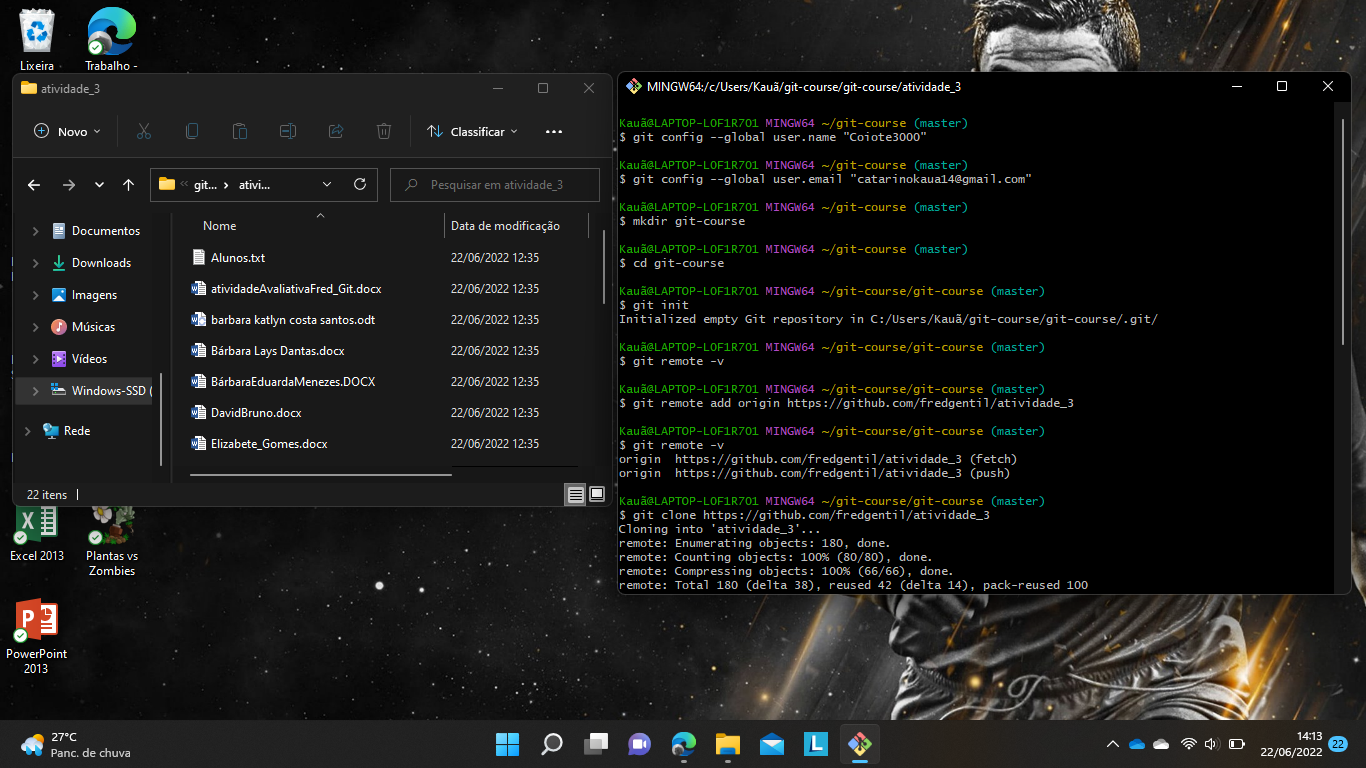 Lixeira
Trabalho -
atividade_3
Novo
Classificar
git...
ativi...
Pesquisar em atividade_3
Documentos
Downloads
Imagens
Músicas
Vídeos
Windows-SSD (
Rede
Nome
Data de modificação
Alunos.txt
22/06/2022 12:35
atividadeAvaliativaFred_Git.docx
22/06/2022 12:35
barbara katlyn costa santos.odt
22/06/2022 12:35
Bárbara Lays Dantas.docx
22/06/2022 12:35
BárbaraEduardaMenezes.DOCX
22/06/2022 12:35
DavidBruno.docx
22/06/2022 12:35
Elizabete_Gomes.docx
22/06/2022 12:35
22 itens
Excel 2013
Plantas vs
Zombies
PowerPoint
2013
MINGW64:/c/Users/Kauã/git-course/git-course/atividade_3
Kauã@LAPTOP-LOF1R7O1 MINGW64 ~/git-course (master)
$ git config --global user.name "Coiote3000"
Kauã@LAPTOP-LOF1R7O1 MINGW64 ~/git-course (master)
$ git config --global user.email "catarinokaua14@gmail.com"
Kauã@LAPTOP-LOF1R7O1 MINGW64 ~/git-course (master)
$ mkdir git-course
Kauã@LAPTOP-LOF1R7O1 MINGW64 ~/git-course (master)
$ cd git-course
Kauã@LAPTOP-LOF1R7O1 MINGW64 ~/git-course/git-course (master)
$ git init
Initialized empty Git repository in C:/Users/Kauã/git-course/git-course/.git/
Kauã@LAPTOP-LOF1R7O1 MINGW64 ~/git-course/git-course (master)
$ git remote -v
Kauã@LAPTOP-LOF1R7O1 MINGW64 ~/git-course/git-course (master)
$ git remote add origin https://github.com/fredgentil/atividade_3
Kauã@LAPTOP-LOF1R7O1 MINGW64 ~/git-course/git-course (master)
$ git remote -v
origin  https://github.com/fredgentil/atividade_3 (fetch)
origin  https://github.com/fredgentil/atividade_3 (push)
Kauã@LAPTOP-LOF1R7O1 MINGW64 ~/git-course/git-course (master)
$ git clone https://github.com/fredgentil/atividade_3
Cloning into 'atividade_3'...
remote: Enumerating objects: 180, done.
remote: Counting objects: 100% (80/80), done.
remote: Compressing objects: 100% (66/66), done.
remote: Total 180 (delta 38), reused 42 (delta 14), pack-reused 100
27°C
Panc. de chuva
L
14:13
22/06/2022
22